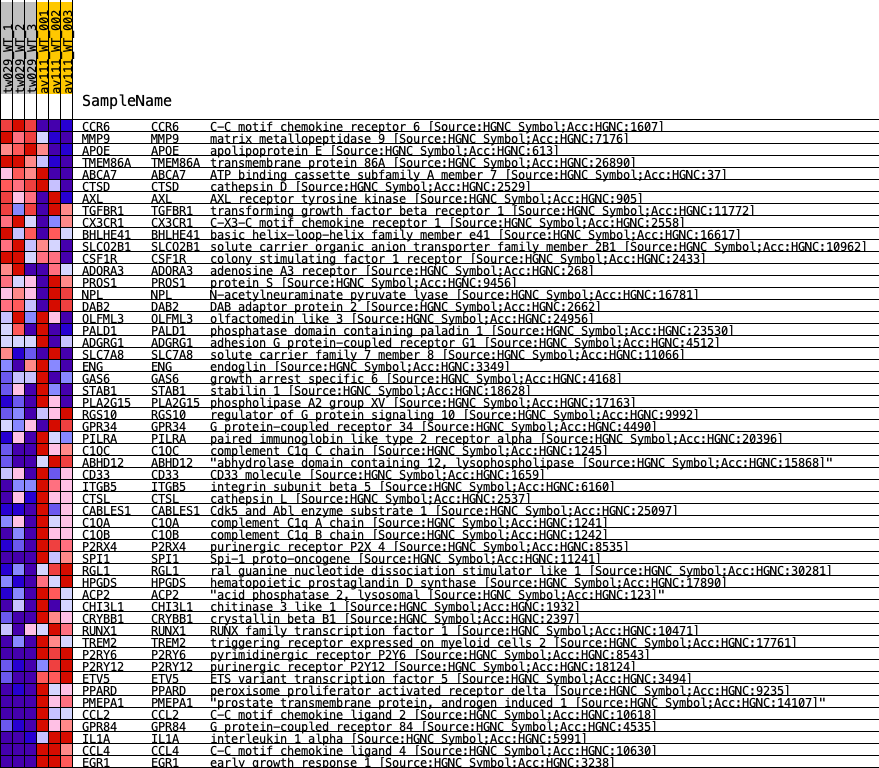 tw029_WT_1
tw029_WT_2
tw029_WT_3
av111_WT_001
av111_WT_002
av111_WT_003
SampleName
CCR6 CCR6 C-C motif chemokine receptor 6 [Source:HGNC Symbol;Acc:HGNC:1607]
MMP9 MMP9 matrix metallopeptidase 9 [Source:HGNC Symbol;Acc:HGNC:7176]
APOE APOE apolipoprotein E [Source:HGNC Symbol;Acc:HGNC:613]
TMEM86A TMEM86A transmembrane protein 86A [Source:HGNC Symbol;Acc:HGNC:26890]
ABCA7 ABCA7 ATP binding cassette subfamily A member 7 [Source:HGNC Symbol;Acc:HGNC:37]
CTSD CTSD cathepsin D [Source:HGNC Symbol;Acc:HGNC:2529]
AXL AXL AXL receptor tyrosine kinase [Source:HGNC Symbol;Acc:HGNC:905]
TGFBR1 TGFBR1 transforming growth factor beta receptor 1 [Source:HGNC Symbol;Acc:HGNC:11772]
CX3CR1 CX3CR1 C-X3-C motif chemokine receptor 1 [Source:HGNC Symbol;Acc:HGNC:2558]
BHLHE41 BHLHE41 basic helix-loop-helix family member e41 [Source:HGNC Symbol;Acc:HGNC:16617]
SLCO2B1 SLCO2B1 solute carrier organic anion transporter family member 2B1 [Source:HGNC Symbol;Acc:HGNC:10962]
CSF1R CSF1R colony stimulating factor 1 receptor [Source:HGNC Symbol;Acc:HGNC:2433]
ADORA3 ADORA3 adenosine A3 receptor [Source:HGNC Symbol;Acc:HGNC:268]
PROS1 PROS1 protein S [Source:HGNC Symbol;Acc:HGNC:9456]
NPL NPL N-acetylneuraminate pyruvate lyase [Source:HGNC Symbol;Acc:HGNC:16781]
DAB2 DAB2 DAB adaptor protein 2 [Source:HGNC Symbol;Acc:HGNC:2662]
OLFML3 OLFML3 olfactomedin like 3 [Source:HGNC Symbol;Acc:HGNC:24956]
PALD1 PALD1 phosphatase domain containing paladin 1 [Source:HGNC Symbol;Acc:HGNC:23530]
ADGRG1 ADGRG1 adhesion G protein-coupled receptor G1 [Source:HGNC Symbol;Acc:HGNC:4512]
SLC7A8 SLC7A8 solute carrier family 7 member 8 [Source:HGNC Symbol;Acc:HGNC:11066]
ENG ENG endoglin [Source:HGNC Symbol;Acc:HGNC:3349]
GAS6 GAS6 growth arrest specific 6 [Source:HGNC Symbol;Acc:HGNC:4168]
STAB1 STAB1 stabilin 1 [Source:HGNC Symbol;Acc:HGNC:18628]
PLA2G15 PLA2G15 phospholipase A2 group XV [Source:HGNC Symbol;Acc:HGNC:17163]
RGS10 RGS10 regulator of G protein signaling 10 [Source:HGNC Symbol;Acc:HGNC:9992]
GPR34 GPR34 G protein-coupled receptor 34 [Source:HGNC Symbol;Acc:HGNC:4490]
PILRA PILRA paired immunoglobin like type 2 receptor alpha [Source:HGNC Symbol;Acc:HGNC:20396]
C1QC C1QC complement C1q C chain [Source:HGNC Symbol;Acc:HGNC:1245]
ABHD12 ABHD12 "abhydrolase domain containing 12, lysophospholipase [Source:HGNC Symbol;Acc:HGNC:15868]"
CD33 CD33 CD33 molecule [Source:HGNC Symbol;Acc:HGNC:1659]
ITGB5 ITGB5 integrin subunit beta 5 [Source:HGNC Symbol;Acc:HGNC:6160]
CTSL CTSL cathepsin L [Source:HGNC Symbol;Acc:HGNC:2537]
CABLES1 CABLES1 Cdk5 and Abl enzyme substrate 1 [Source:HGNC Symbol;Acc:HGNC:25097]
C1QA C1QA complement C1q A chain [Source:HGNC Symbol;Acc:HGNC:1241]
C1QB C1QB complement C1q B chain [Source:HGNC Symbol;Acc:HGNC:1242]
P2RX4 P2RX4 purinergic receptor P2X 4 [Source:HGNC Symbol;Acc:HGNC:8535]
SPI1 SPI1 Spi-1 proto-oncogene [Source:HGNC Symbol;Acc:HGNC:11241]
RGL1 RGL1 ral guanine nucleotide dissociation stimulator like 1 [Source:HGNC Symbol;Acc:HGNC:30281]
HPGDS HPGDS hematopoietic prostaglandin D synthase [Source:HGNC Symbol;Acc:HGNC:17890]
ACP2 ACP2 "acid phosphatase 2, lysosomal [Source:HGNC Symbol;Acc:HGNC:123]"
CHI3L1 CHI3L1 chitinase 3 like 1 [Source:HGNC Symbol;Acc:HGNC:1932]
CRYBB1 CRYBB1 crystallin beta B1 [Source:HGNC Symbol;Acc:HGNC:2397]
RUNX1 RUNX1 RUNX family transcription factor 1 [Source:HGNC Symbol;Acc:HGNC:10471]
TREM2 TREM2 triggering receptor expressed on myeloid cells 2 [Source:HGNC Symbol;Acc:HGNC:17761]
P2RY6 P2RY6 pyrimidinergic receptor P2Y6 [Source:HGNC Symbol;Acc:HGNC:8543]
P2RY12 P2RY12 purinergic receptor P2Y12 [Source:HGNC Symbol;Acc:HGNC:18124]
ETV5 ETV5 ETS variant transcription factor 5 [Source:HGNC Symbol;Acc:HGNC:3494]
PPARD PPARD peroxisome proliferator activated receptor delta [Source:HGNC Symbol;Acc:HGNC:9235]
PMEPA1 PMEPA1 "prostate transmembrane protein, androgen induced 1 [Source:HGNC Symbol;Acc:HGNC:14107]"
CCL2 CCL2 C-C motif chemokine ligand 2 [Source:HGNC Symbol;Acc:HGNC:10618]
GPR84 GPR84 G protein-coupled receptor 84 [Source:HGNC Symbol;Acc:HGNC:4535]
IL1A IL1A interleukin 1 alpha [Source:HGNC Symbol;Acc:HGNC:5991]
CCL4 CCL4 C-C motif chemokine ligand 4 [Source:HGNC Symbol;Acc:HGNC:10630]
EGR1 EGR1 early growth response 1 [Source:HGNC Symbol;Acc:HGNC:3238]